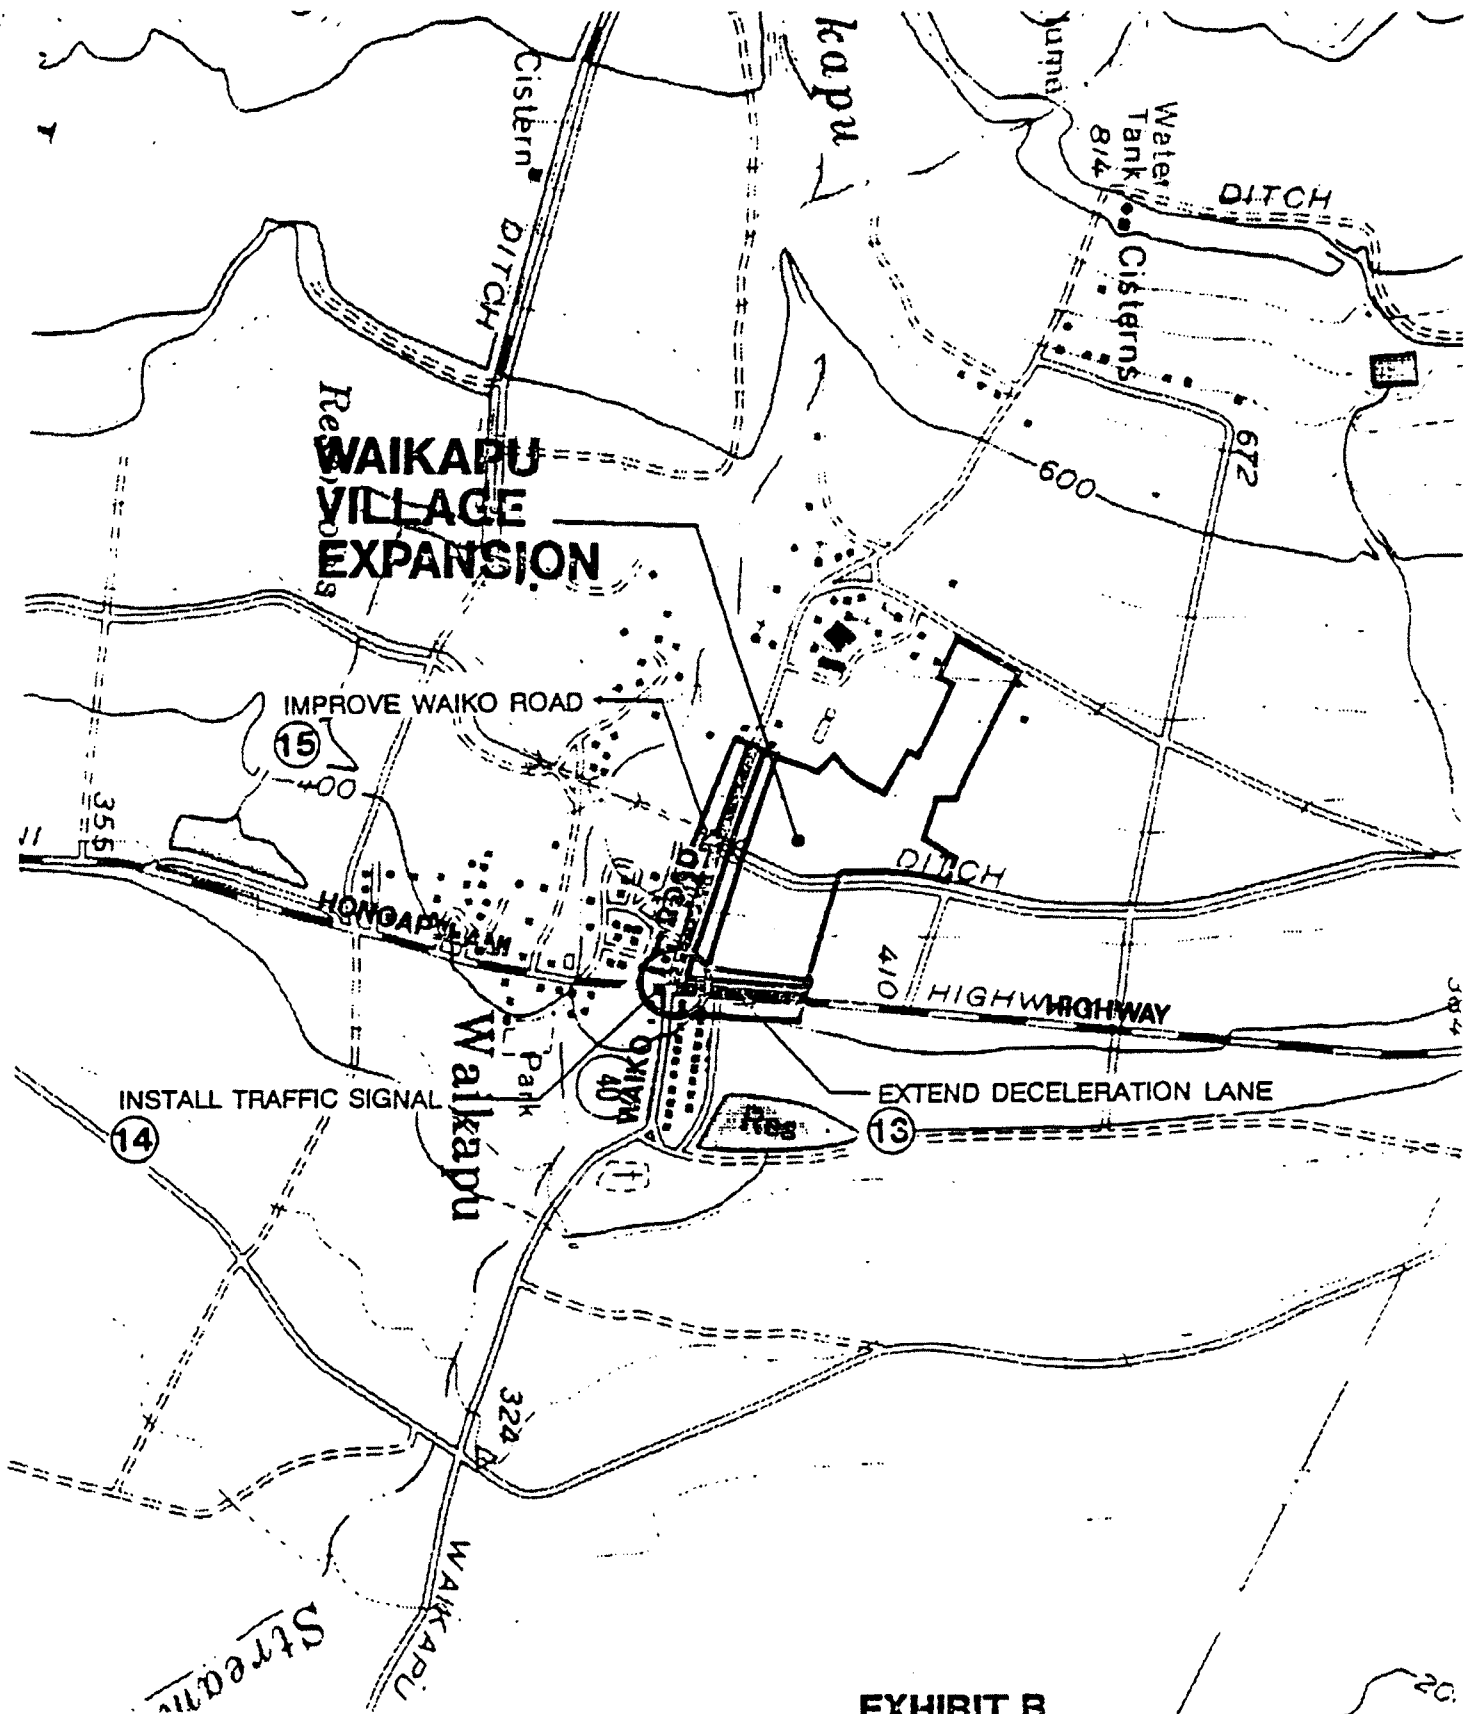 kapu
Cistern
Water
Tank
814
DITCH
DITCH
Cisterns
672
600
WAIKAPU
VILLAGE
EXPANSION
IMPROVE WAIKO ROAD
15
400
355
DITCH
410
HIGHWAY
Waikapu
Park
WAIKO
40
INSTALL TRAFFIC SIGNAL
14
EXTEND DECELERATION LANE
13
Res
324
WAIKAPU
Stream
EXHIBIT B
20